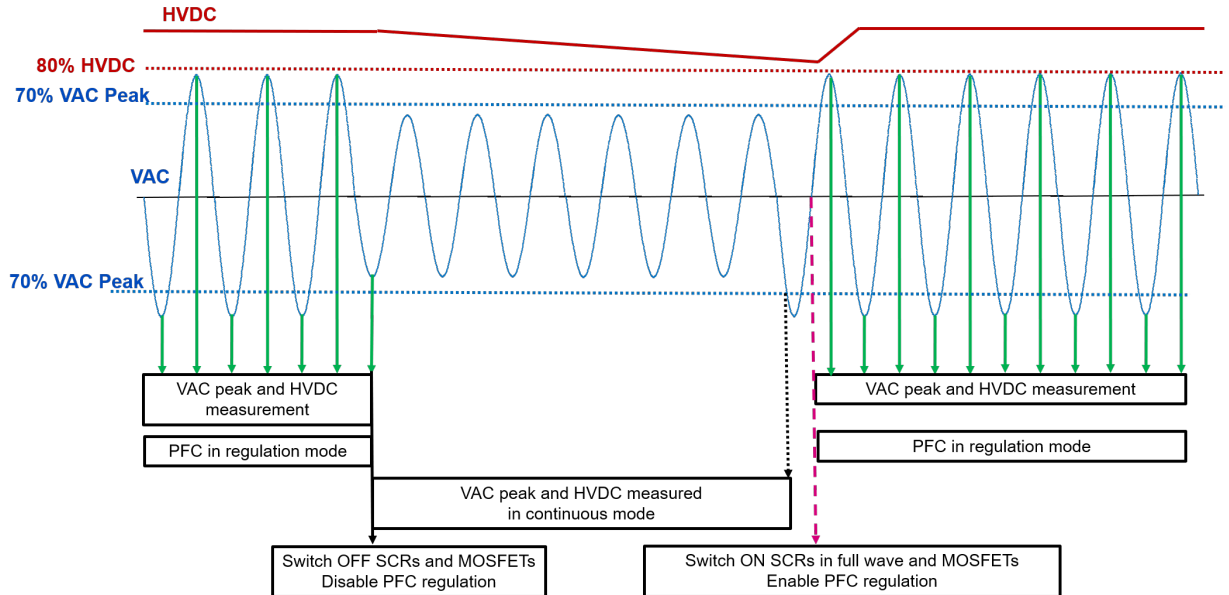 HVDC
80% HVDC
70% VAC Peak
VAC
70% VAC Peak
VAC peak and HVDC
measurement
VAC peak and HVDC measurement
PFC in regulation mode
PFC in regulation mode
VAC peak and HVDC measured
in continuous mode
Switch OFF SCRs and MOSFETs
Disable PFC regulation
Switch ON SCRs in full wave and MOSFETs
Enable PFC regulation